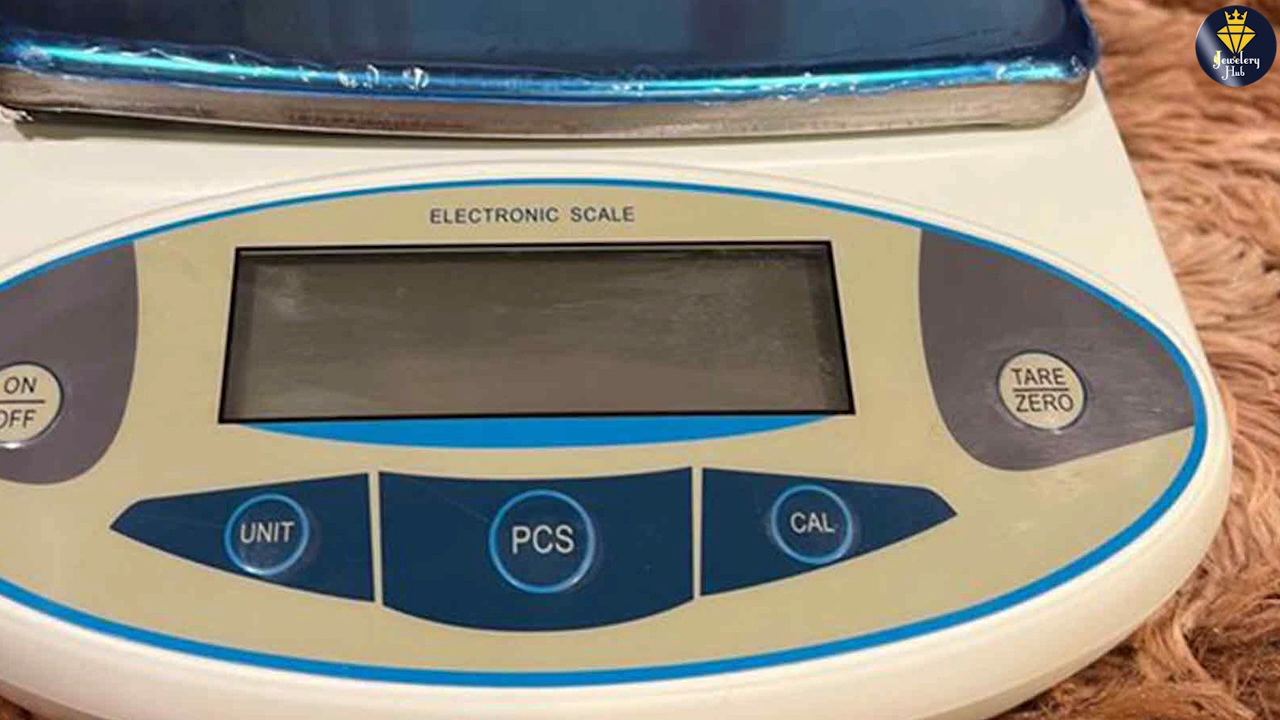 Jewelery
Hub
ELECTRONIC SCALE
ON
OFF
TARE
ZERO
UNIT
PCS
CAL